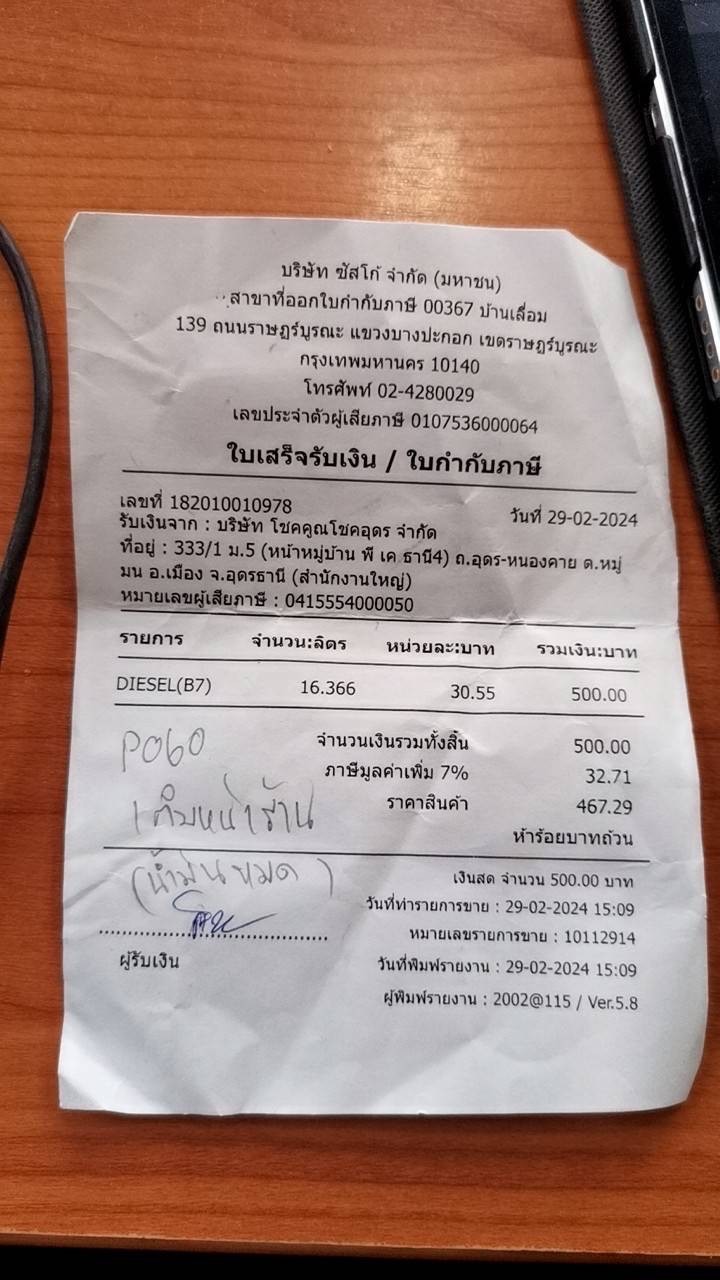 บริษัท ซัสโก้ จำกัด (มหาชน)
สาขาที่ออกใบกำกับภาษี 00367 บ้านเลื่อม
139 ถนนราษฎร์บูรณะ แขวงบางปะกอก เขตราษฎร์บูรณะ
กรุงเทพมหานคร 10140
โทรศัพท์ 02-4280029
เลขประจำตัวผู้เสียภาษี 0107536000064
ใบเสร็จรับเงิน / ใบกำกับภาษี
เลขที่ 182010010978 วันที่ 29-02-2024
รับเงินจาก : บริษัท โชคคูณโชคอุดร จำกัด
ที่อยู่ : 333/1 ม.5 (หน้าหมู่บ้าน พี เค ธานี4) ถ.อุดร-หนองคาย ต.หมู
มน อ.เมือง จ.อุดรธานี (สำนักงานใหญ่)
หมายเลขผู้เสียภาษี : 0415554000050
รายการ จำนวน:ลิตร หน่วยละ:บาท รวมเงิน:บาท
DIESEL(B7) 16.366 30.55 500.00
จำนวนเงินรวมทั้งสิ้น 500.00
PO60
ภาษีมูลค่าเพิ่ม 7% 32.71
ราคาสินค้า 467.29
เติมหน้าร้าน
ห้าร้อยบาทถ้วน
(น้ำมันหมด)
เงินสด จำนวน 500.00 บาท
วันที่ทำรายการขาย : 29-02-2024 15:09
หมายเลขรายการขาย : 10112914
ผู้รับเงิน
วันที่พิมพ์รายงาน : 29-02-2024 15:09
ผู้พิมพ์รายงาน : 2002@115 / Ver.5.8